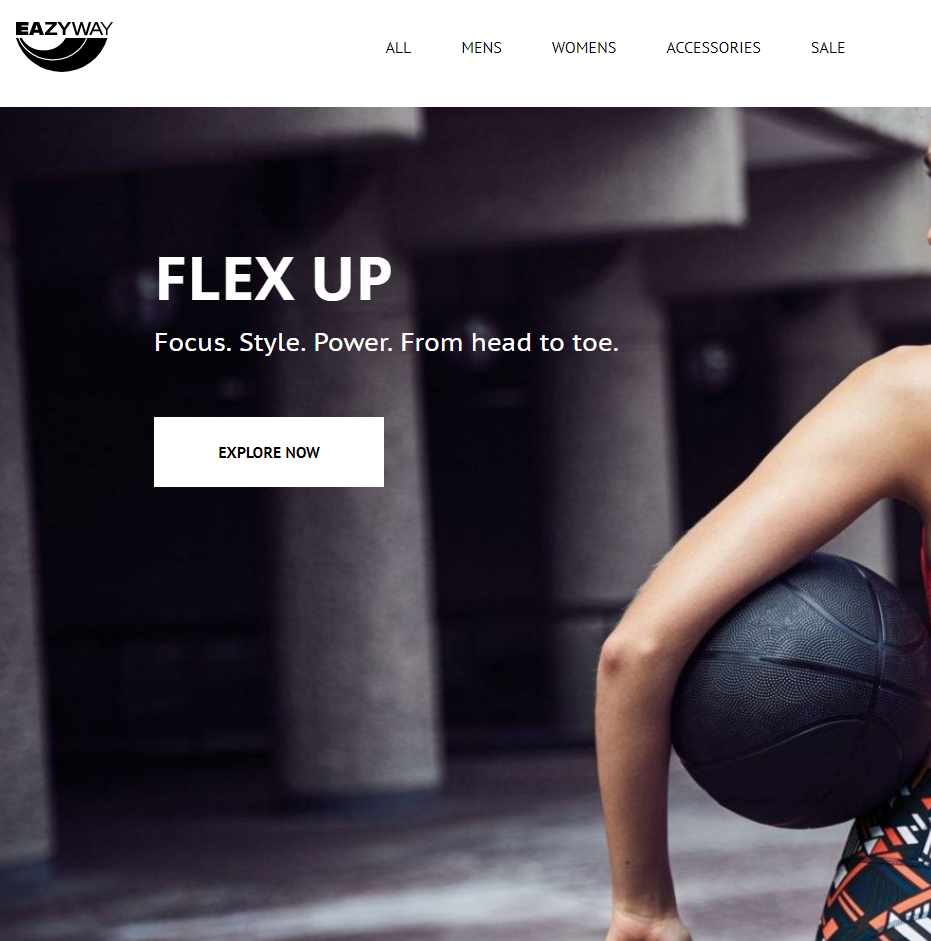 EAZYWAY
ALL MENS WOMENS ACCESSORIES SALE
FLEX UP
Focus. Style. Power. From head to toe.
EXPLORE NOW